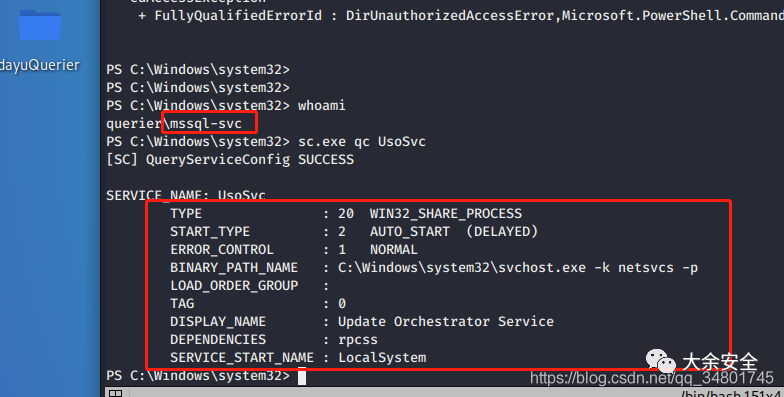 cdAccessException
+ FullyQualifiedErrorId : DirUnauthorizedAccessError,Microsoft.PowerShell.Command
dayuQuerier
PS C:\Windows\system32>
PS C:\Windows\system32>
PS C:\Windows\system32> whoami
querier\mssql-svc
PS C:\Windows\system32> sc.exe qc UsoSvc
[SC] QueryServiceConfig SUCCESS
SERVICE_NAME: UsoSvc
TYPE : 20 WIN32_SHARE_PROCESS
START_TYPE : 2 AUTO_START (DELAYED)
ERROR_CONTROL : 1 NORMAL
BINARY_PATH_NAME : C:\Windows\system32\svchost.exe -k netsvcs -p
LOAD_ORDER_GROUP :
TAG : 0
DISPLAY_NAME : Update Orchestrator Service
DEPENDENCIES : rpcss
SERVICE_START_NAME : LocalSystem
大余安全
PS C:\Windows\system32>
https://blog.csdn.net/qq_34801745
/bin/bash 151x4